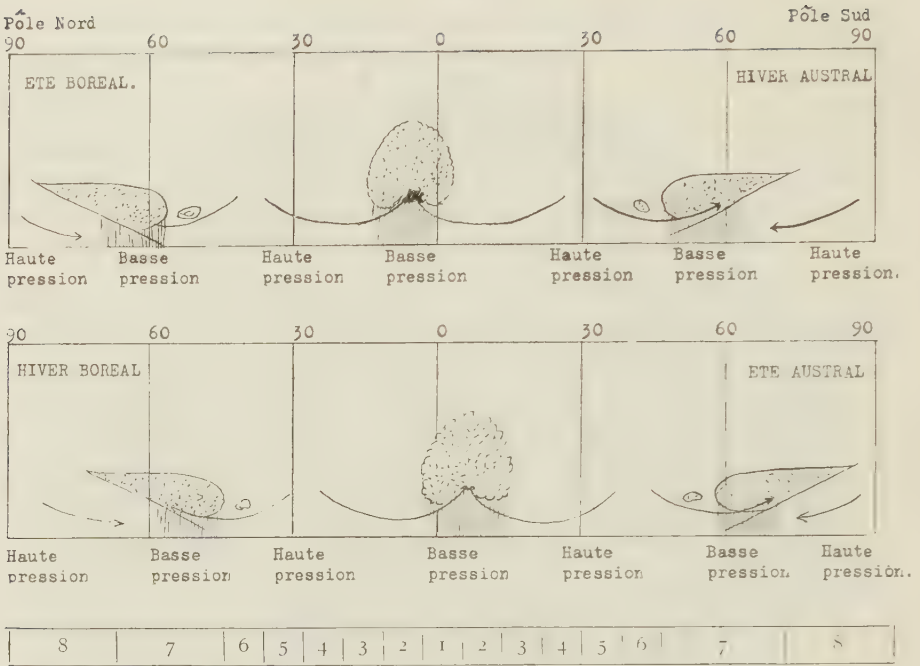 Pôle Nord Pôle Sud
90 60 30 0 30 60 90
ETE BOREAL. HIVER AUSTRAL
Haute Basse Haute Basse Haute Basse Haute
pression pression pression pression pression pression pression.
90 60 30 0 30 60 90
HIVER BOREAL ETE AUSTRAL
Haute Basse Haute Basse Haute Basse Haute
pression pression pression pression pression pression pression.
8 7 6 5 4 3 2 1 2 3 4 5 6 7 8